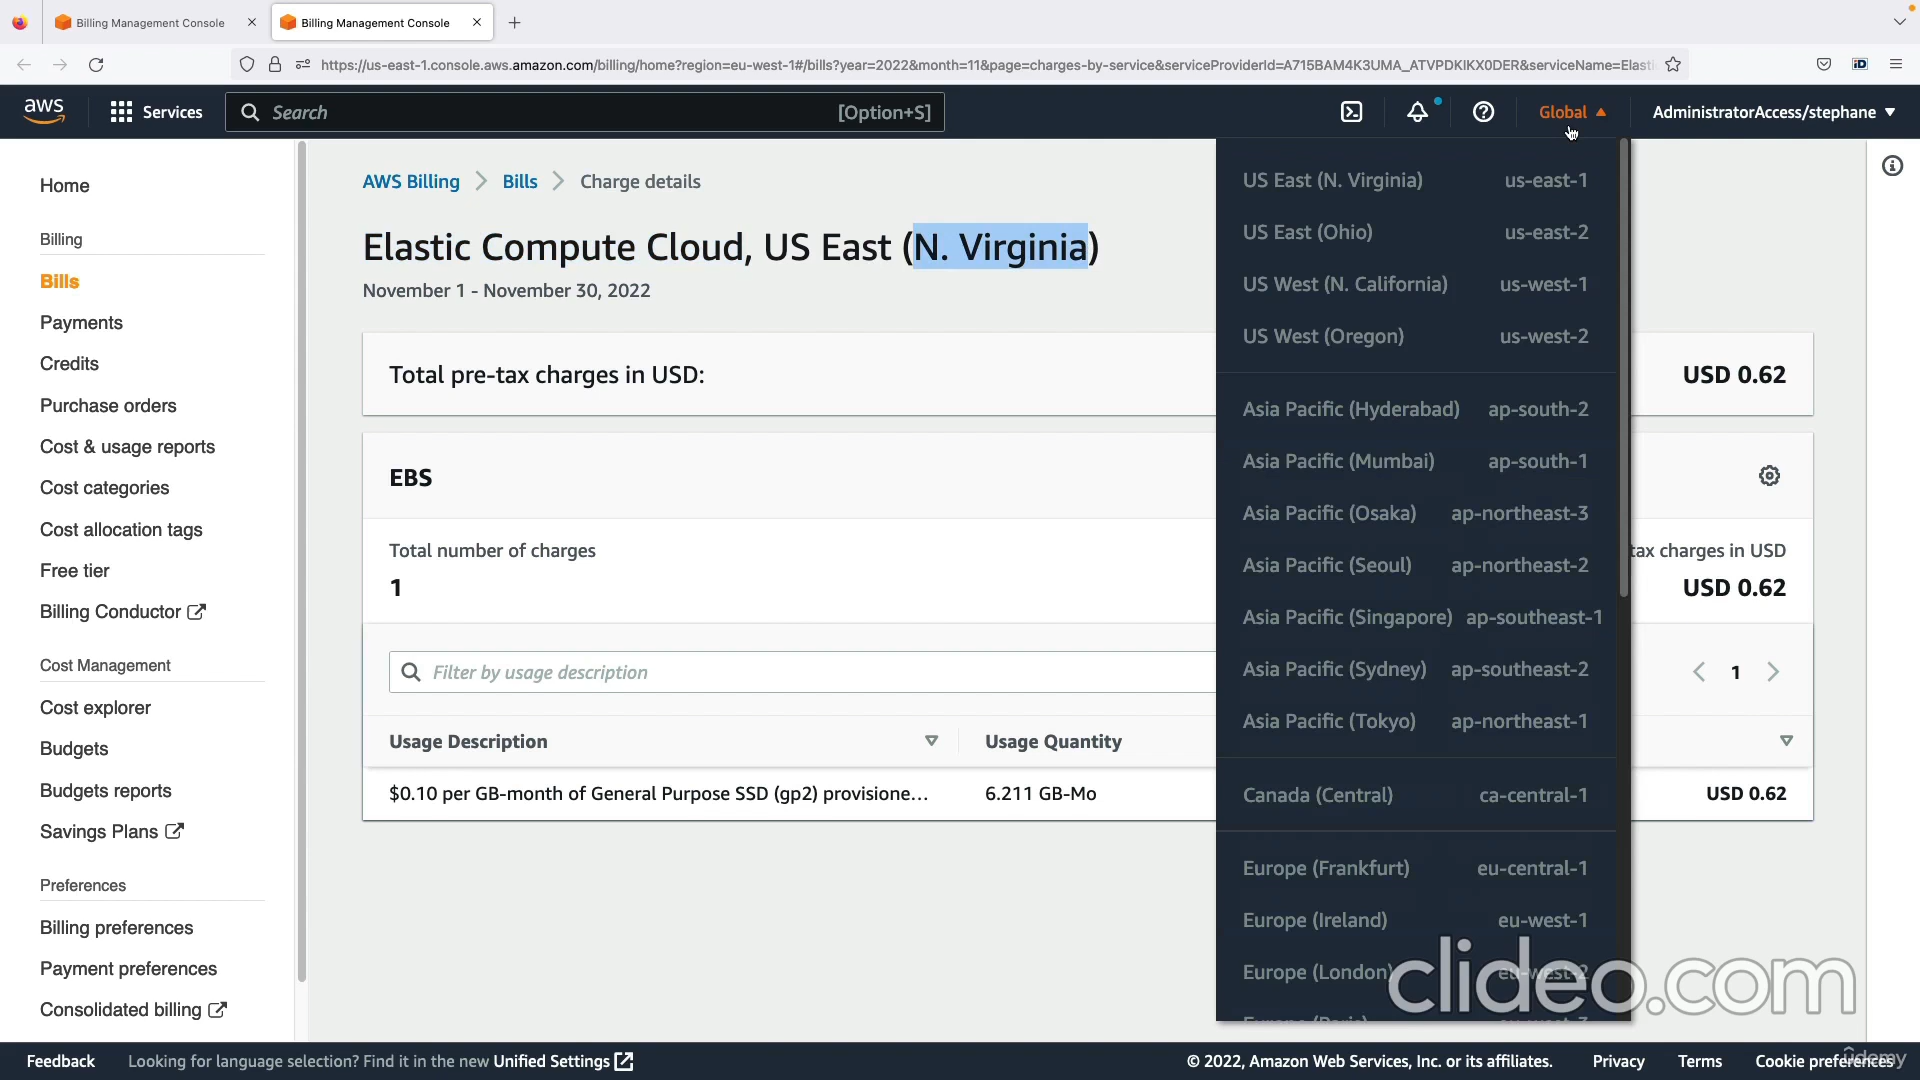 Billing Management Console
Billing Management Console
https://us-east-1.console.aws.amazon.com/billing/home?region=eu-west-1#/bills?year=2022&month=11&page=charges-by-service&serviceProviderId=A715BAM4K3UMA_ATVPDKIKX0DER&serviceName=Elasti
iD
aws
Services
Search
[Option+S]
Global
AdministratorAccess/stephane
Home
Billing
Bills
Payments
Credits
Purchase orders
Cost & usage reports
Cost categories
Cost allocation tags
Free tier
Billing Conductor
Cost Management
Cost explorer
Budgets
Budgets reports
Savings Plans
Preferences
Billing preferences
Payment preferences
Consolidated billing
AWS Billing > Bills > Charge details
Elastic Compute Cloud, US East (N. Virginia)
November 1 - November 30, 2022
Total pre-tax charges in USD:
USD 0.62
EBS
Total number of charges
1
tax charges in USD
USD 0.62
Filter by usage description
1
Usage Description
Usage Quantity
$0.10 per GB-month of General Purpose SSD (gp2) provisione...
6.211 GB-Mo
USD 0.62
US East (N. Virginia) us-east-1
US East (Ohio) us-east-2
US West (N. California) us-west-1
US West (Oregon) us-west-2
Asia Pacific (Hyderabad) ap-south-2
Asia Pacific (Mumbai) ap-south-1
Asia Pacific (Osaka) ap-northeast-3
Asia Pacific (Seoul) ap-northeast-2
Asia Pacific (Singapore) ap-southeast-1
Asia Pacific (Sydney) ap-southeast-2
Asia Pacific (Tokyo) ap-northeast-1
Canada (Central) ca-central-1
Europe (Frankfurt) eu-central-1
Europe (Ireland) eu-west-1
Europe (London) eu-west-2
Europe (Paris) eu-west-3
clideo.com
Feedback
Looking for language selection? Find it in the new Unified Settings
© 2022, Amazon Web Services, Inc. or its affiliates.
Privacy
Terms
Cookie preferences
ûdemy